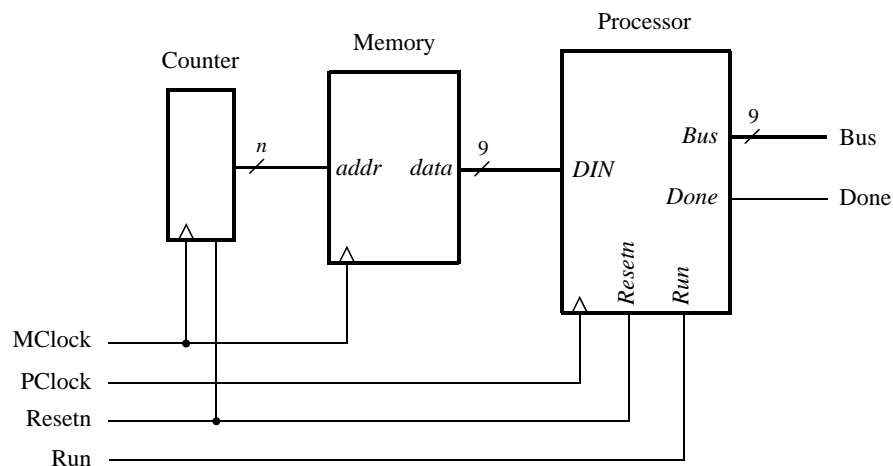 Processor
Memory
Counter
n
addr
data
9
DIN
Bus
9
Bus
Done
Done
Resetn
Run
MClock
PClock
Resetn
Run